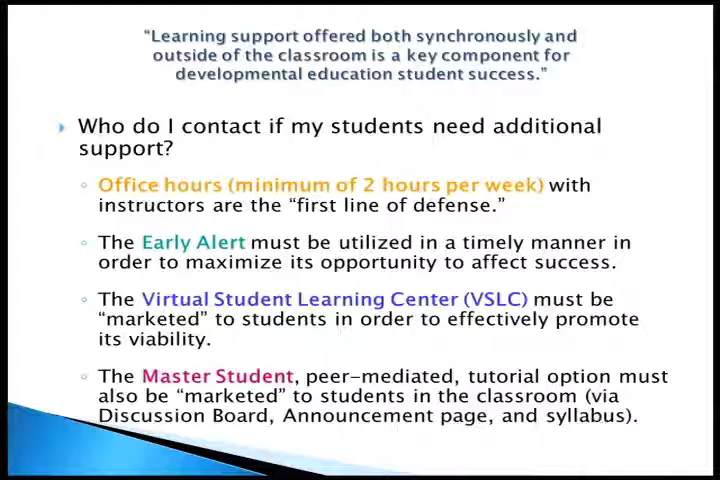 "Learning support offered both synchronously and
outside of the classroom is a key component for
developmental education student success."
Who do I contact if my students need additional
support?
Office hours (minimum of 2 hours per week) with
instructors are the "first line of defense."
The Early Alert must be utilized in a timely manner in
order to maximize its opportunity to affect success.
The Virtual Student Learning Center (VSLC) must be
"marketed" to students in order to effectively promote
its viability.
The Master Student, peer-mediated, tutorial option must
also be "marketed" to students in the classroom (via
Discussion Board, Announcement page, and syllabus).